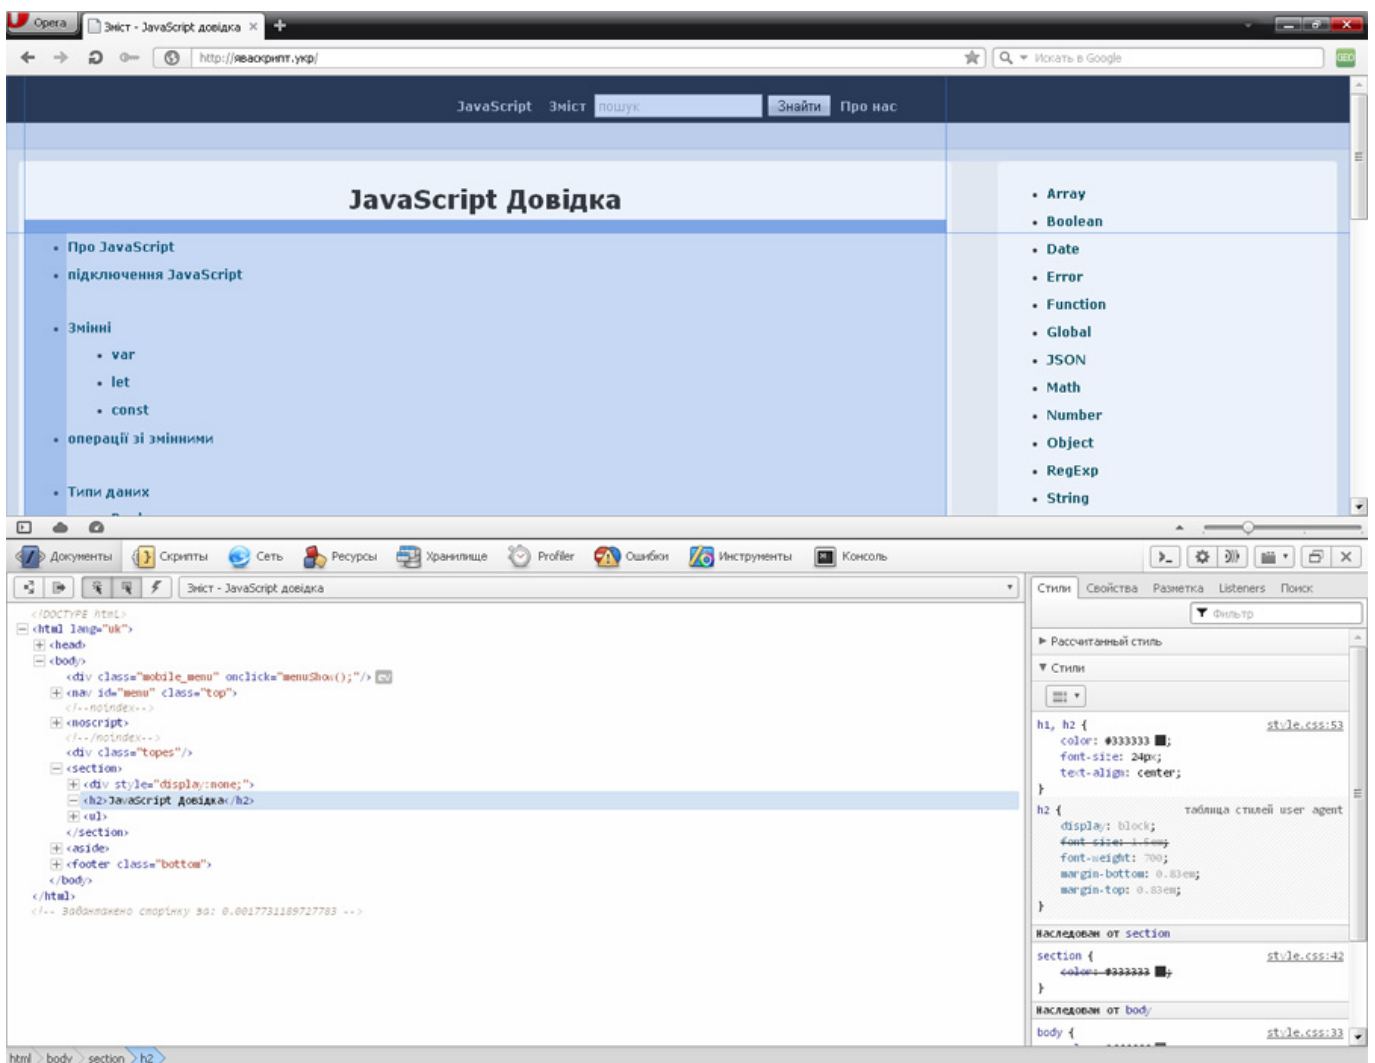 Opera
Зміст - JavaScript довідка
http://яваскрипт.укр/
Искать в Google
GEO
JavaScript Зміст пошук Знайти Про нас
JavaScript Довідка
Про JavaScript
підключення JavaScript
Змінні
var
let
const
операції зі змінними
Типи даних
Array
Boolean
Date
Error
Function
Global
JSON
Math
Number
Object
RegExp
String
Документы Скрипты Сеть Ресурсы Хранилище Profiler Ошибки Инструменты Консоль
Зміст - JavaScript довідка
<!DOCTYPE html>
<html lang="uk">
<head>
<body>
<div class="mobile_menu" onclick="menuShow();"/> ev
<nav id="menu" class="top">
<!--noindex-->
<noscript>
<!--/noindex-->
<div class="topes"/>
<section>
<div style="display:none;">
<h2>JavaScript Довідка</h2>
<ul>
</section>
<aside>
<footer class="bottom">
</body>
</html>
<!-- Завантажено сторінку за: 0.0017731189727783 -->
html body section h2
Стили Свойства Разметка Listeners Поиск
Фильтр
Рассчитанный стиль
Стили
h1, h2 { style.css:53
color: #333333;
font-size: 24px;
text-align: center;
}
h2 { таблица стилей user agent
display: block;
font-size: 1.5em;
font-weight: 700;
margin-bottom: 0.83em;
margin-top: 0.83em;
}
Наследован от section
section { style.css:42
color: #333333;
}
Наследован от body
body { style.css:33